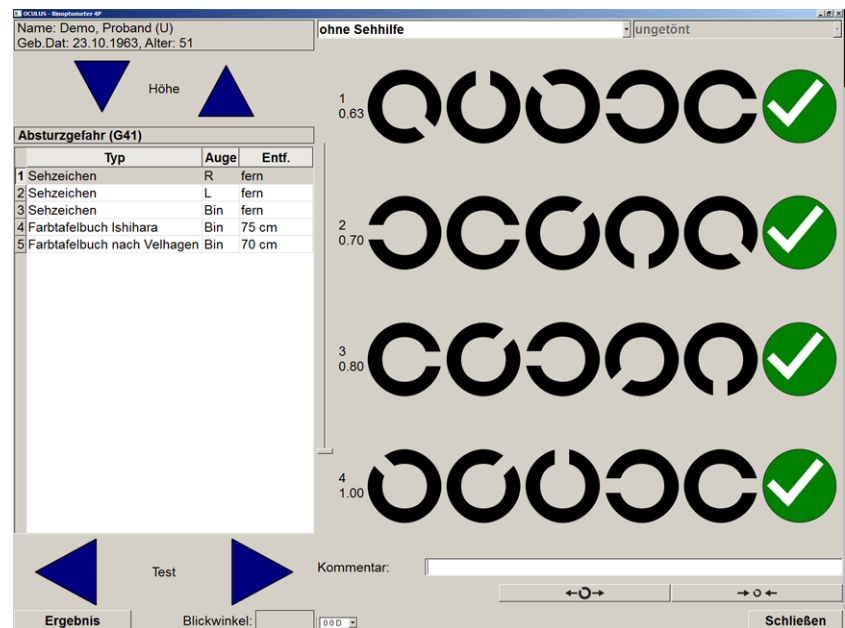 OCULUS - Binoptometer 4P
Name: Demo, Proband (U)
Geb.Dat: 23.10.1963, Alter: 51
ohne Sehhilfe
ungetönt
Höhe
Absturzgefahr (G41)
Typ Auge Entf.
1 Sehzeichen R fern
2 Sehzeichen L fern
3 Sehzeichen Bin fern
4 Farbtafelbuch Ishihara Bin 75 cm
5 Farbtafelbuch nach Velhagen Bin 70 cm
1
0.63
2
0.70
3
0.80
4
1.00
Test
Kommentar:
Ergebnis
Blickwinkel:
0.0 D
Schließen